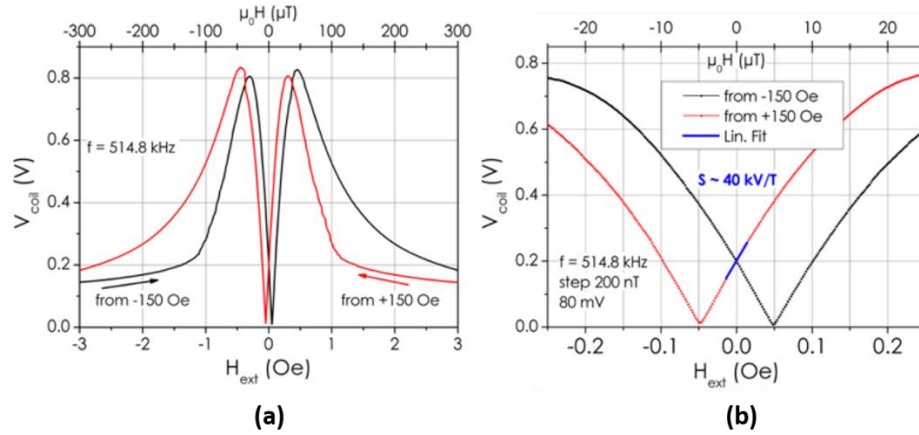 μ₀H (μT)
-300 -200 -100 0 100 200 300
0.8
0.6
0.4
0.2
0.0
V_coil (V)
f = 514.8 kHz
from -150 Oe
from +150 Oe
-3 -2 -1 0 1 2 3
H_ext (Oe)
(a)
-20 -10 0 10 20
μ₀H (μT)
0.8
0.6
0.4
0.2
0.0
V_coil (V)
from -150 Oe
from +150 Oe
Lin. Fit
S ~ 40 kV/T
f = 514.8 kHz
step 200 nT
80 mV
-0.2 -0.1 0.0 0.1 0.2
H_ext (Oe)
(b)